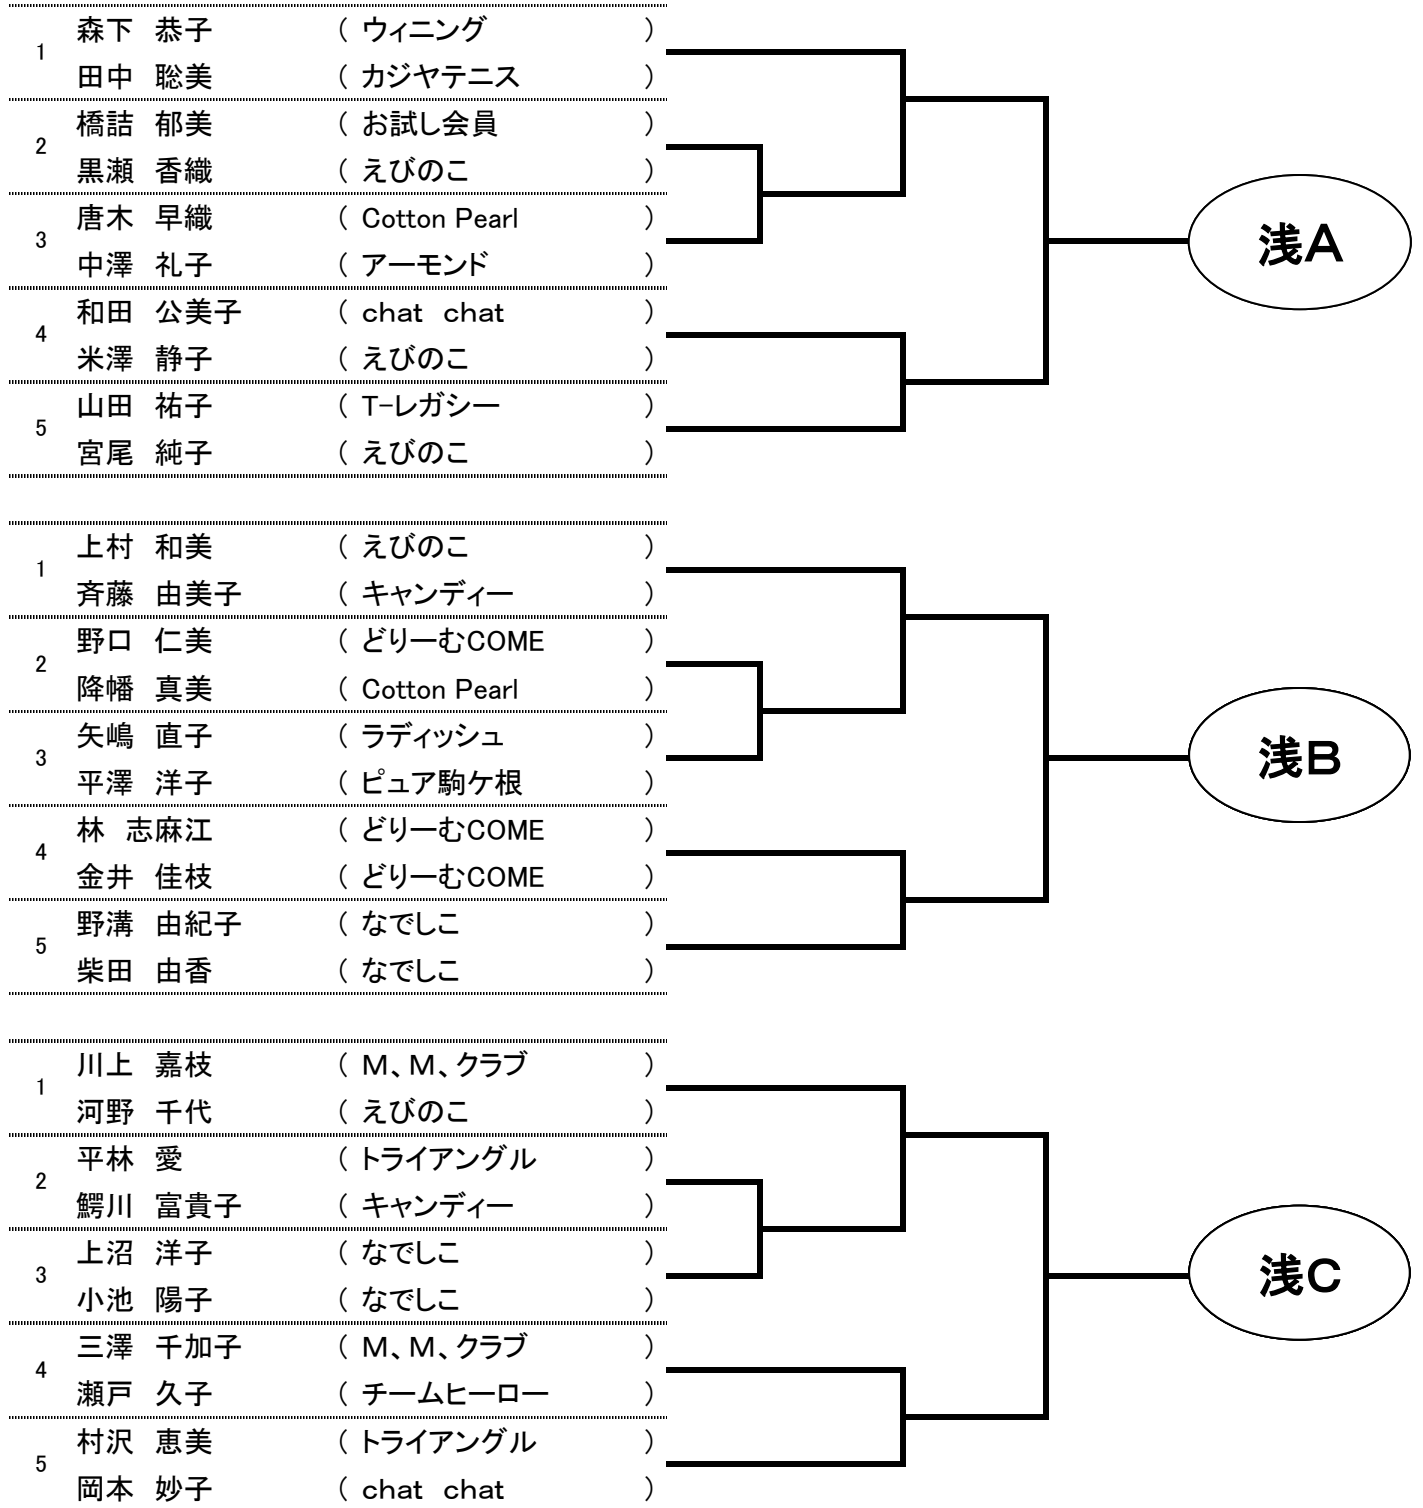 森下 恭子 ( ウィニング )
1
田中 聡美 ( カジヤテニス )
橋詰 郁美 ( お試し会員 )
2
黒瀬 香織 ( えびのこ )
唐木 早織 ( Cotton Pearl )
3
中澤 礼子 ( アーモンド )
浅A
和田 公美子 ( chat chat )
4
米澤 静子 ( えびのこ )
山田 祐子 ( T-レガシー )
5
宮尾 純子 ( えびのこ )
上村 和美 ( えびのこ )
1
斉藤 由美子 ( キャンディー )
野口 仁美 ( どりーむCOME )
2
降幡 真美 ( Cotton Pearl )
矢嶋 直子 ( ラディッシュ )
3
平澤 洋子 ( ピュア駒ケ根 )
浅B
林 志麻江 ( どりーむCOME )
4
金井 佳枝 ( どりーむCOME )
野溝 由紀子 ( なでしこ )
5
柴田 由香 ( なでしこ )
川上 嘉枝 ( M、M、クラブ )
1
河野 千代 ( えびのこ )
平林 愛 ( トライアングル )
2
鰐川 富貴子 ( キャンディー )
上沼 洋子 ( なでしこ )
3
小池 陽子 ( なでしこ )
浅C
三澤 千加子 ( M、M、クラブ )
4
瀬戸 久子 ( チームヒーロー )
村沢 恵美 ( トライアングル )
5
岡本 妙子 ( chat chat )